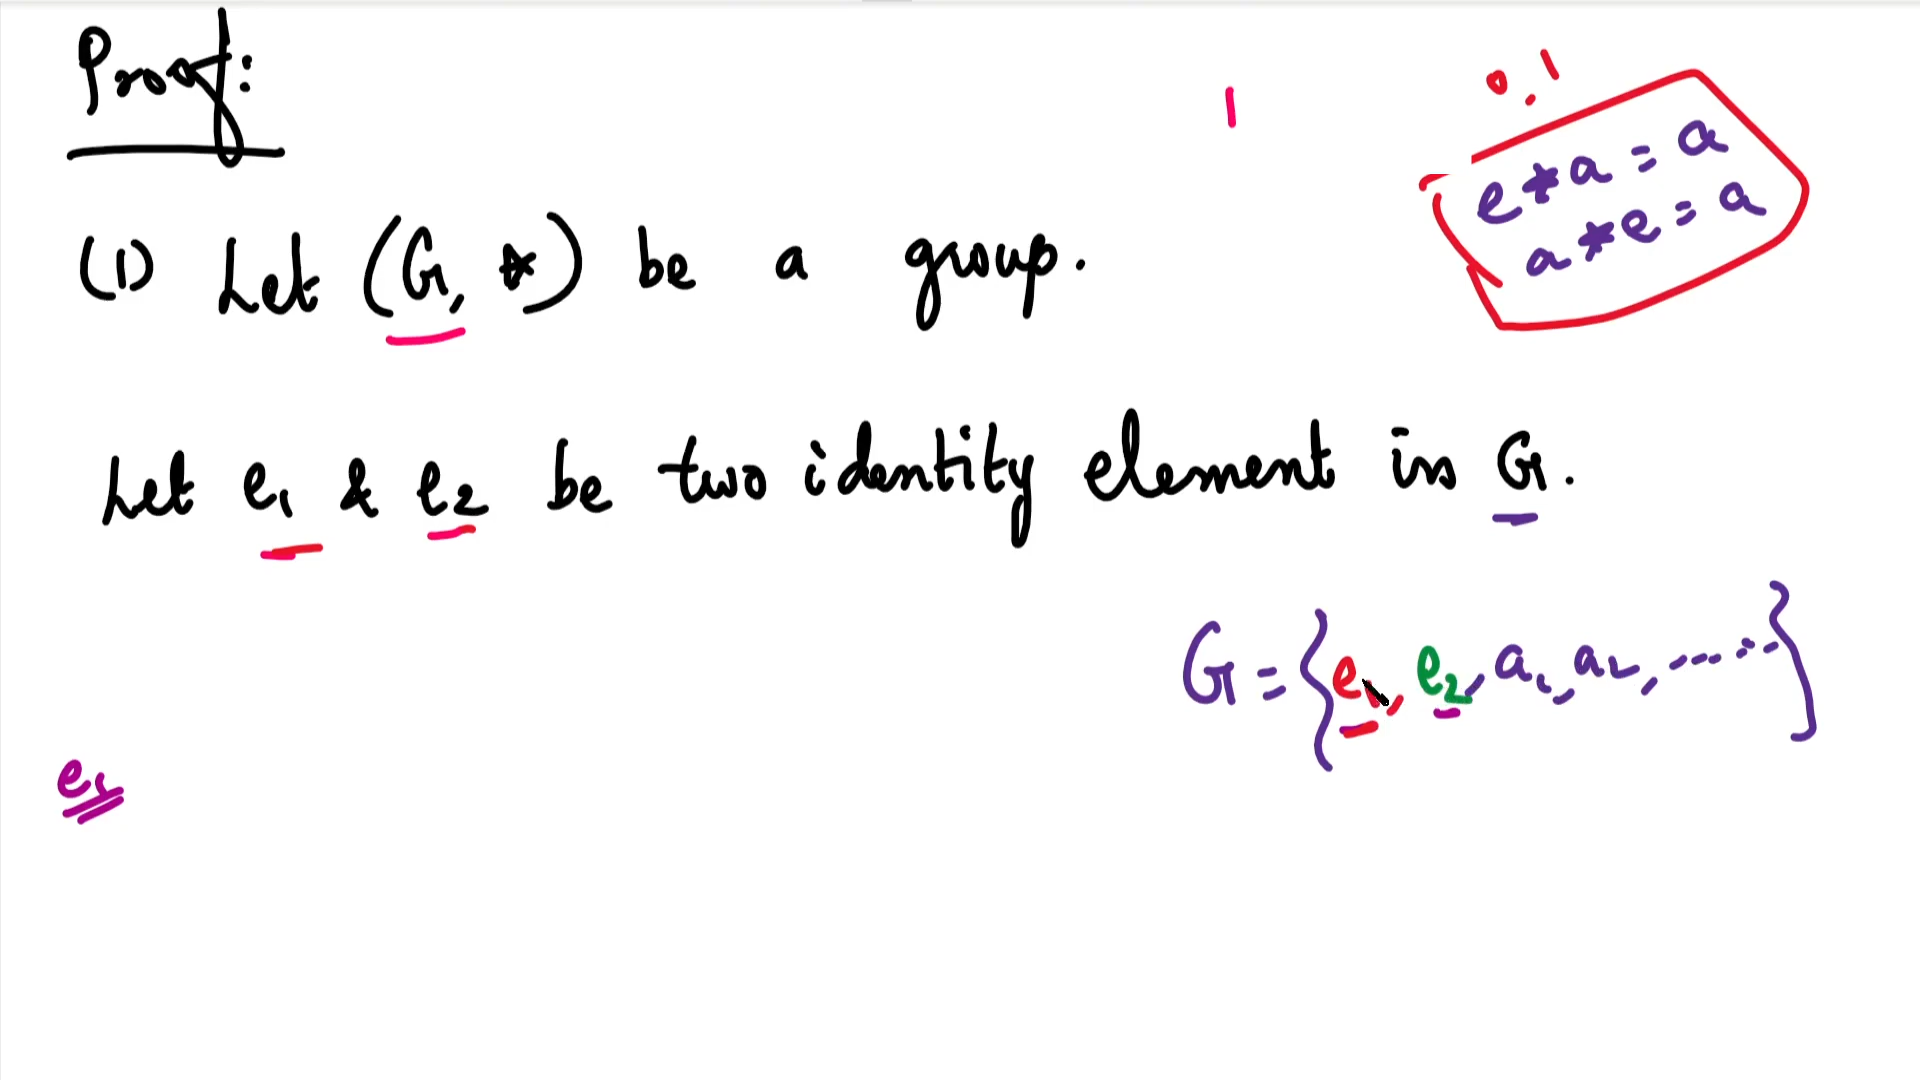 Proof:
0, 1
1
e * a = a
a * e = a
(1) Let (G, *) be a group.
Let e₁ & e₂ be two identity element in G.
G = {e₁, e₂, a₁, a₂, ......}
e₁